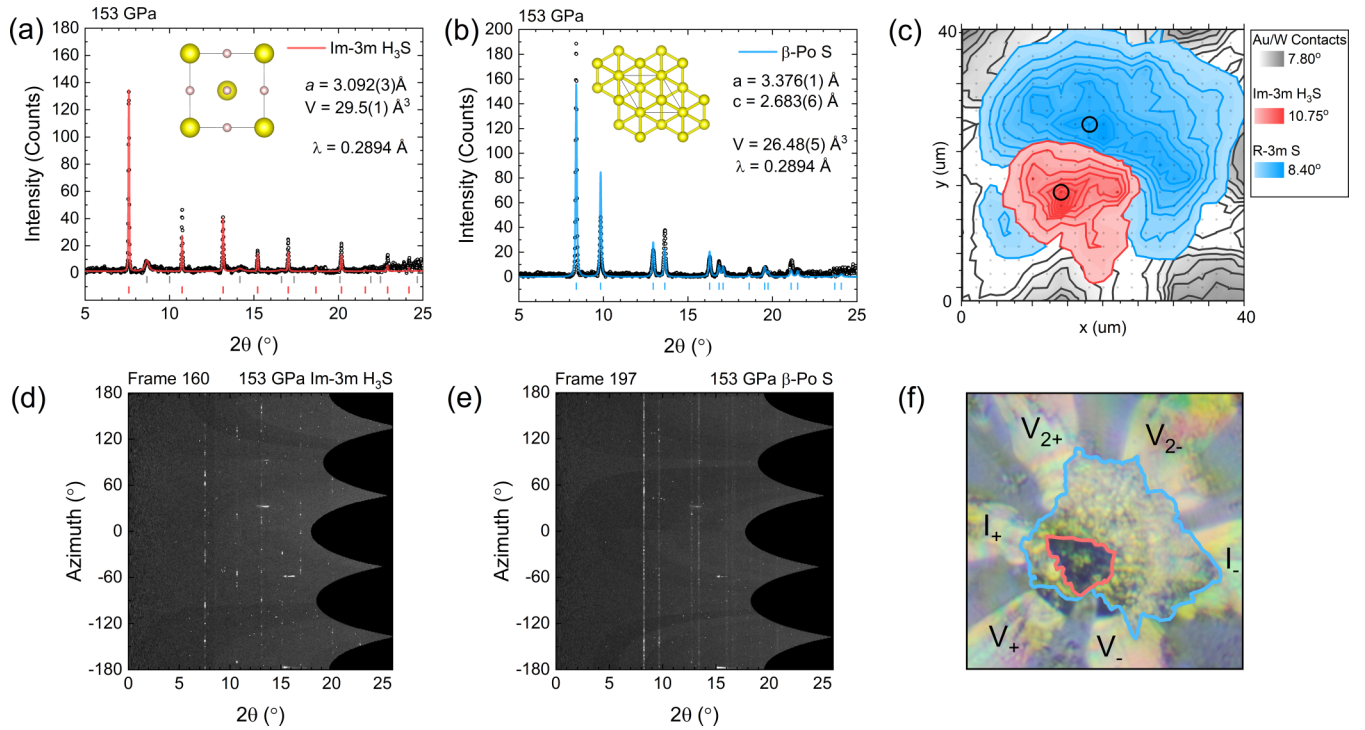 (a)
153 GPa
Intensity (Counts)
180
160
140
120
100
80
60
40
20
0
Im-3m H₃S
a = 3.092(3)Å
V = 29.5(1) Å³
λ = 0.2894 Å
5 10 15 20 25
2θ (°)
(b)
153 GPa
Intensity (Counts)
200
180
160
140
120
100
80
60
40
20
0
β-Po S
a = 3.376(1) Å
c = 2.683(6) Å
V = 26.48(5) Å³
λ = 0.2894 Å
5 10 15 20 25
2θ (°)
(c)
40
y (um)
0
0 40
x (um)
Au/W Contacts
7.80°
Im-3m H₃S
10.75°
R-3m S
8.40°
(d)
Frame 160 153 GPa Im-3m H₃S
Azimuth (°)
180
120
60
0
-60
-120
-180
0 5 10 15 20 25
2θ (°)
(e)
Frame 197 153 GPa β-Po S
Azimuth (°)
180
120
60
0
-60
-120
-180
0 5 10 15 20 25
2θ (°)
(f)
V₂₊ V₂₋
I₊ I₋
V₊ V₋